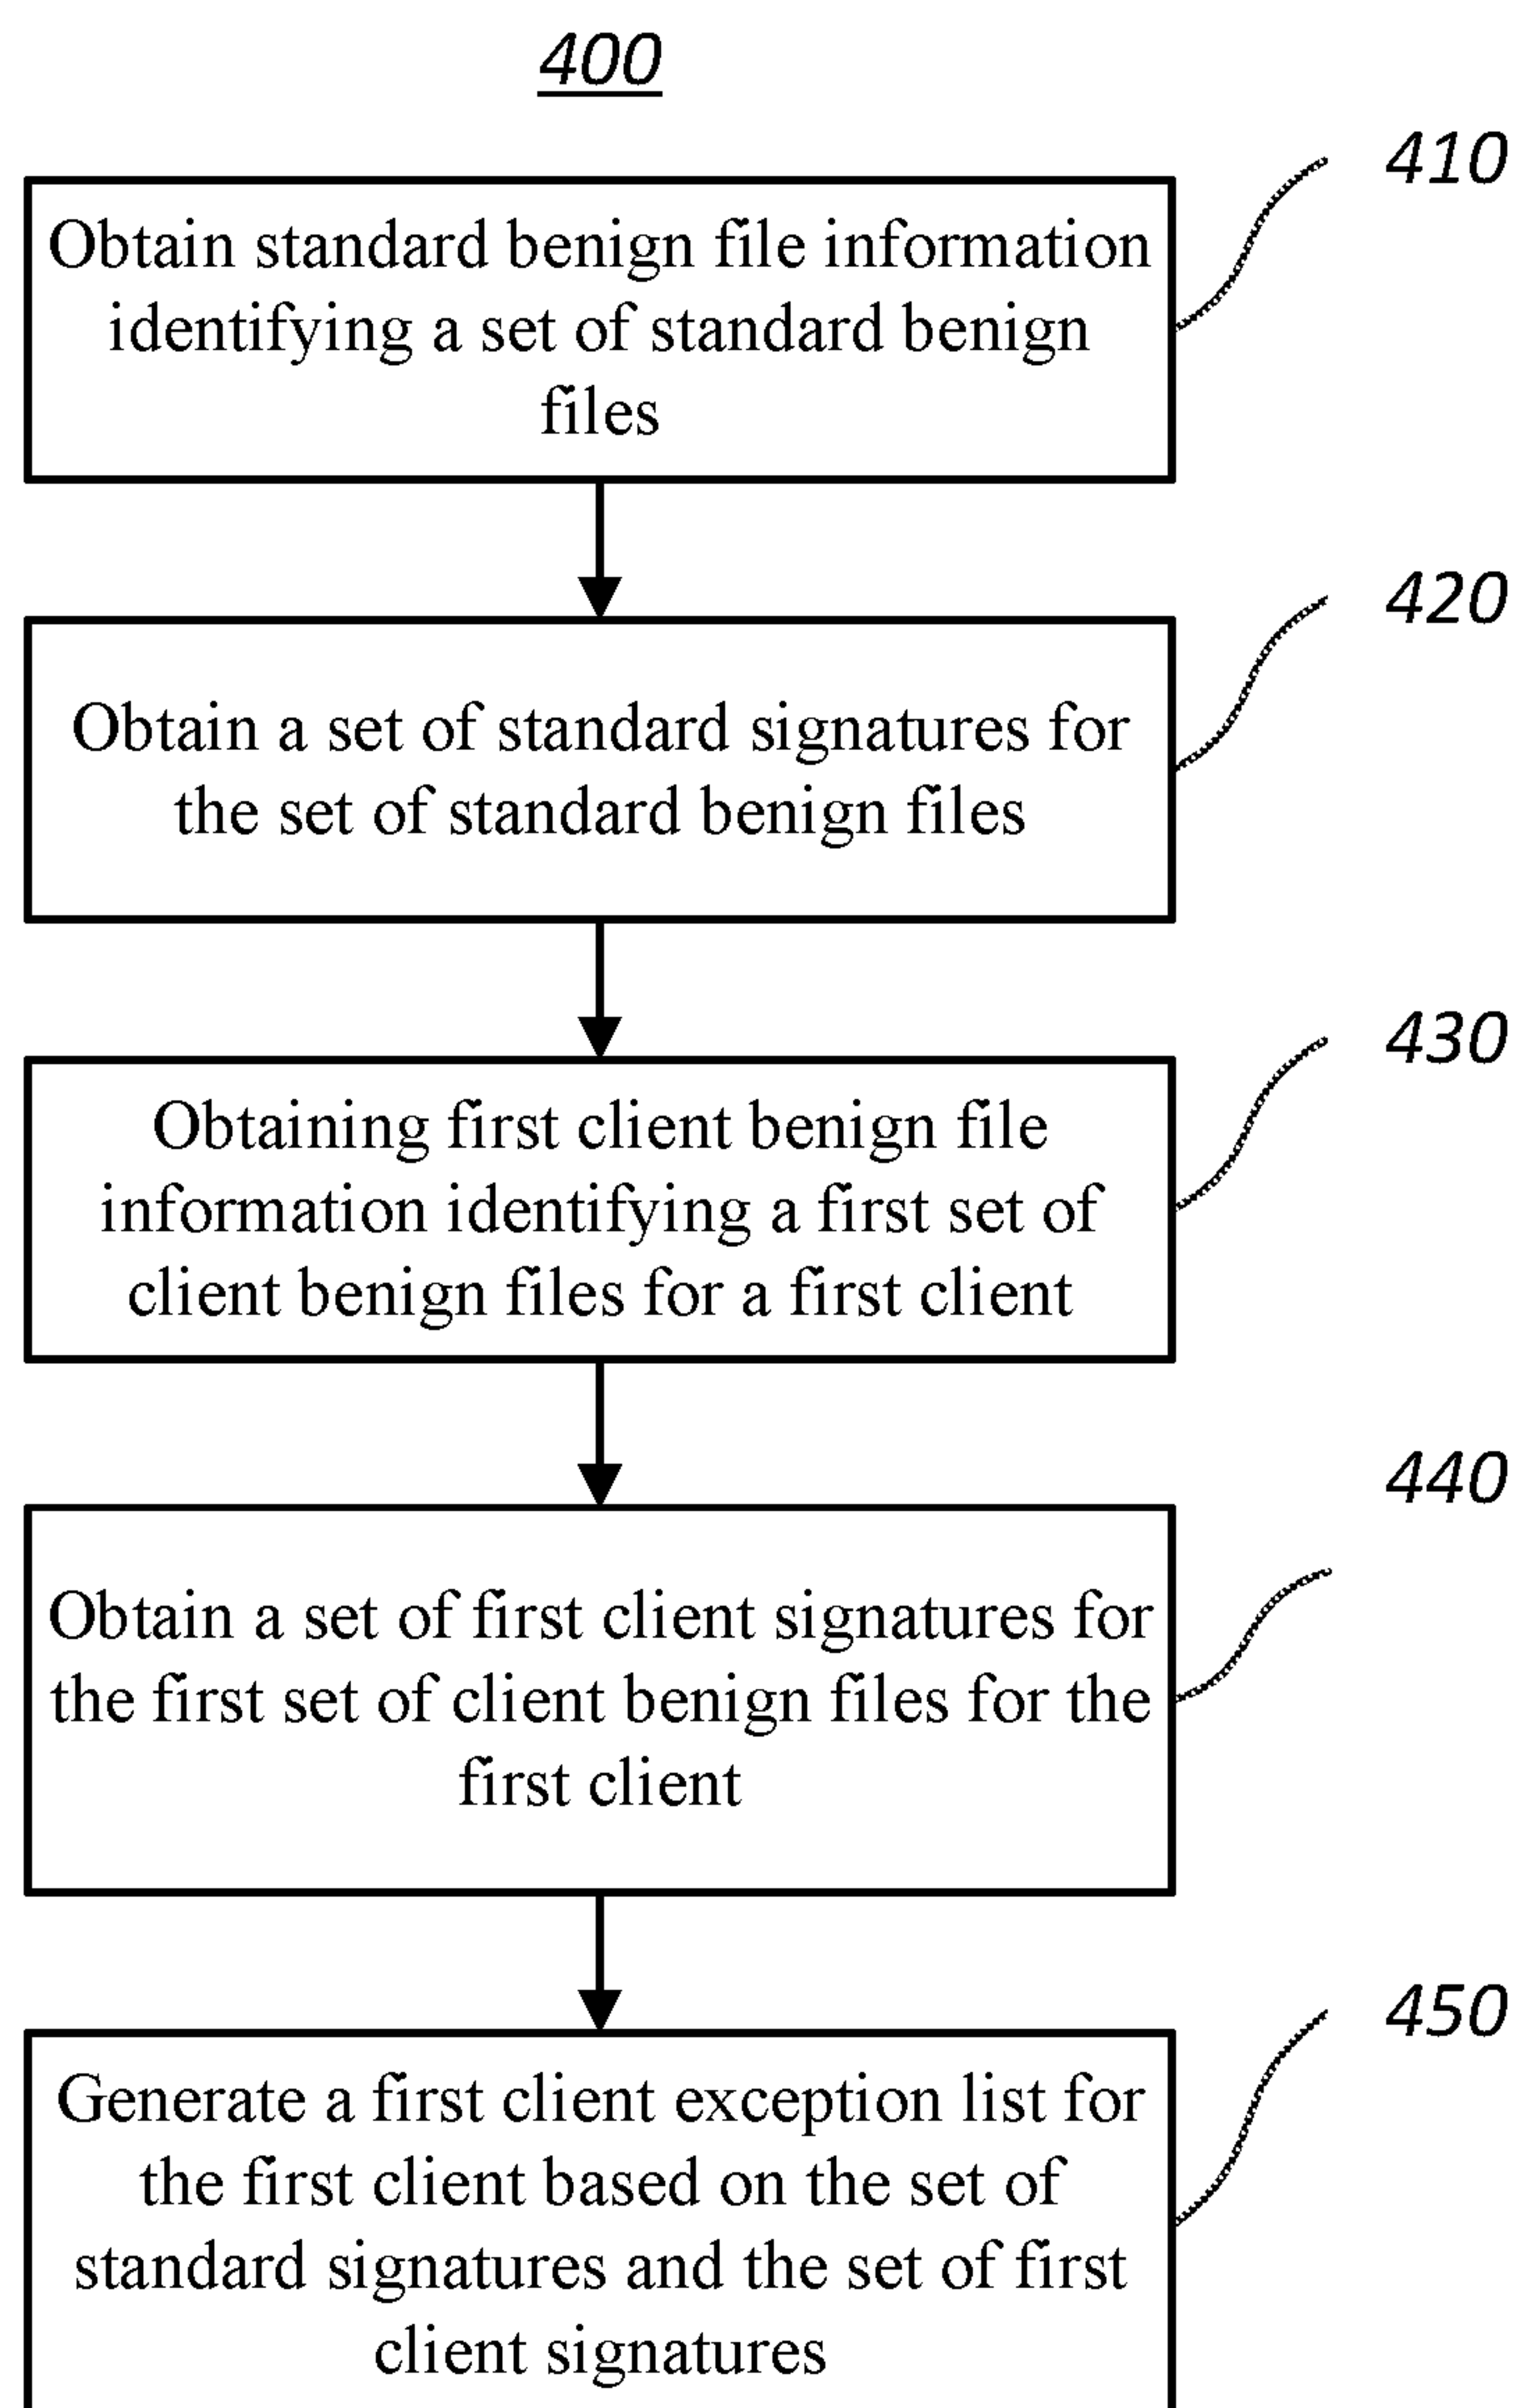 400
410
Obtain standard benign file information
identifying a set of standard benign
files
420
Obtain a set of standard signatures for
the set of standard benign files
430
Obtaining first client benign file
information identifying a first set of
client benign files for a first client
440
Obtain a set of first client signatures for
the first set of client benign files for the
first client
450
Generate a first client exception list for
the first client based on the set of
standard signatures and the set of first
client signatures